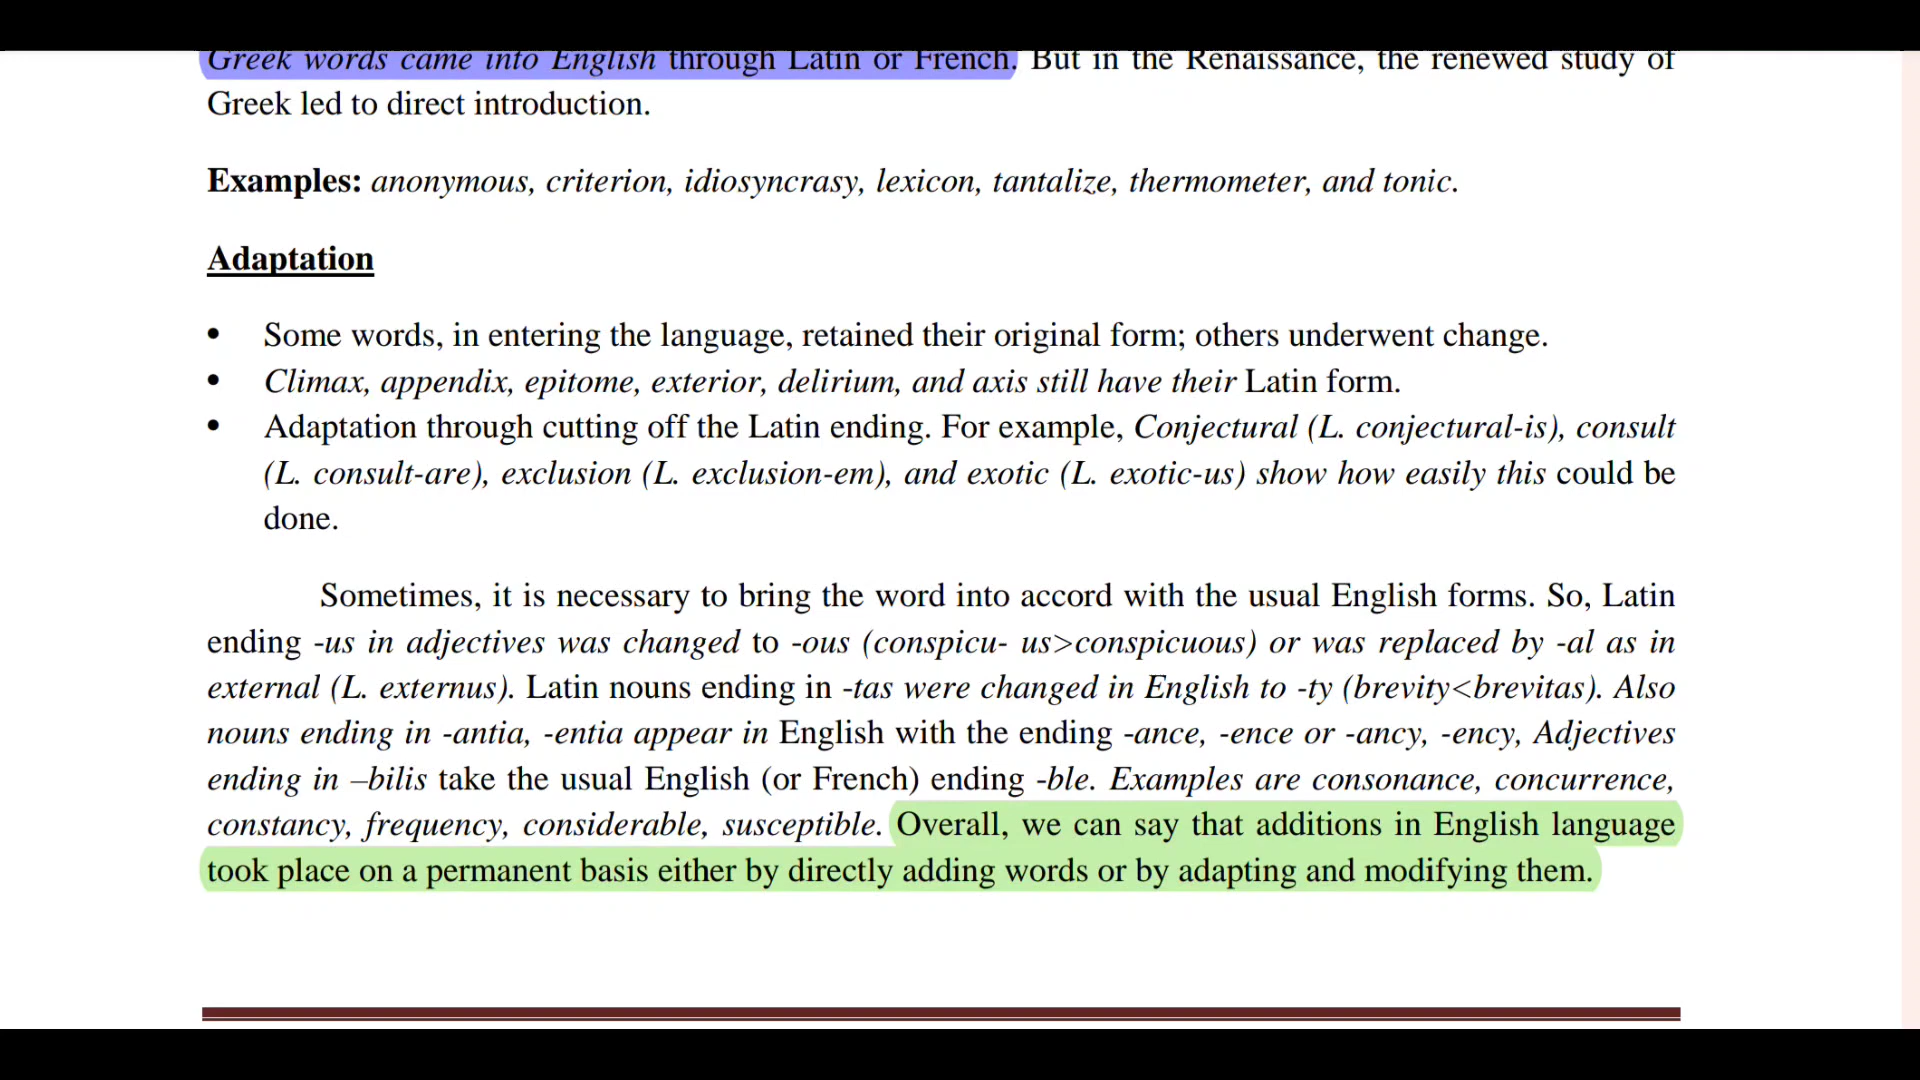 Greek words came into English through Latin or French. But in the Renaissance, the renewed study of
Greek led to direct introduction.
Examples: anonymous, criterion, idiosyncrasy, lexicon, tantalize, thermometer, and tonic.
Adaptation
• Some words, in entering the language, retained their original form; others underwent change.
• Climax, appendix, epitome, exterior, delirium, and axis still have their Latin form.
• Adaptation through cutting off the Latin ending. For example, Conjectural (L. conjectural-is), consult
(L. consult-are), exclusion (L. exclusion-em), and exotic (L. exotic-us) show how easily this could be
done.
Sometimes, it is necessary to bring the word into accord with the usual English forms. So, Latin
ending -us in adjectives was changed to -ous (conspicu- us>conspicuous) or was replaced by -al as in
external (L. externus). Latin nouns ending in -tas were changed in English to -ty (brevity<brevitas). Also
nouns ending in -antia, -entia appear in English with the ending -ance, -ence or -ancy, -ency, Adjectives
ending in –bilis take the usual English (or French) ending -ble. Examples are consonance, concurrence,
constancy, frequency, considerable, susceptible. Overall, we can say that additions in English language
took place on a permanent basis either by directly adding words or by adapting and modifying them.